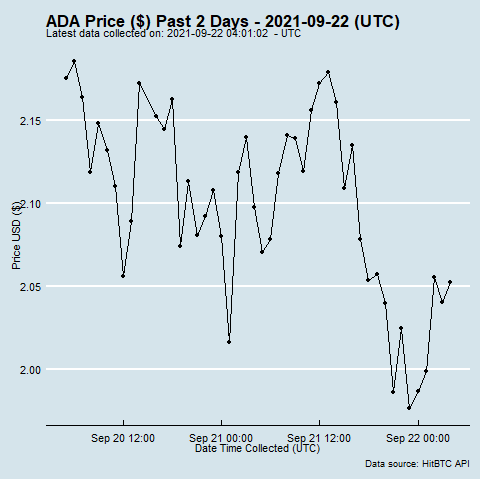 ADA Price ($) Past 2 Days - 2021-09-22 (UTC)
Latest data collected on: 2021-09-22 04:01:02 - UTC
2.15
2.10
2.05
2.00
Price USD ($)
Sep 20 12:00 Sep 21 00:00 Sep 21 12:00 Sep 22 00:00
Date Time Collected (UTC)
Data source: HitBTC API